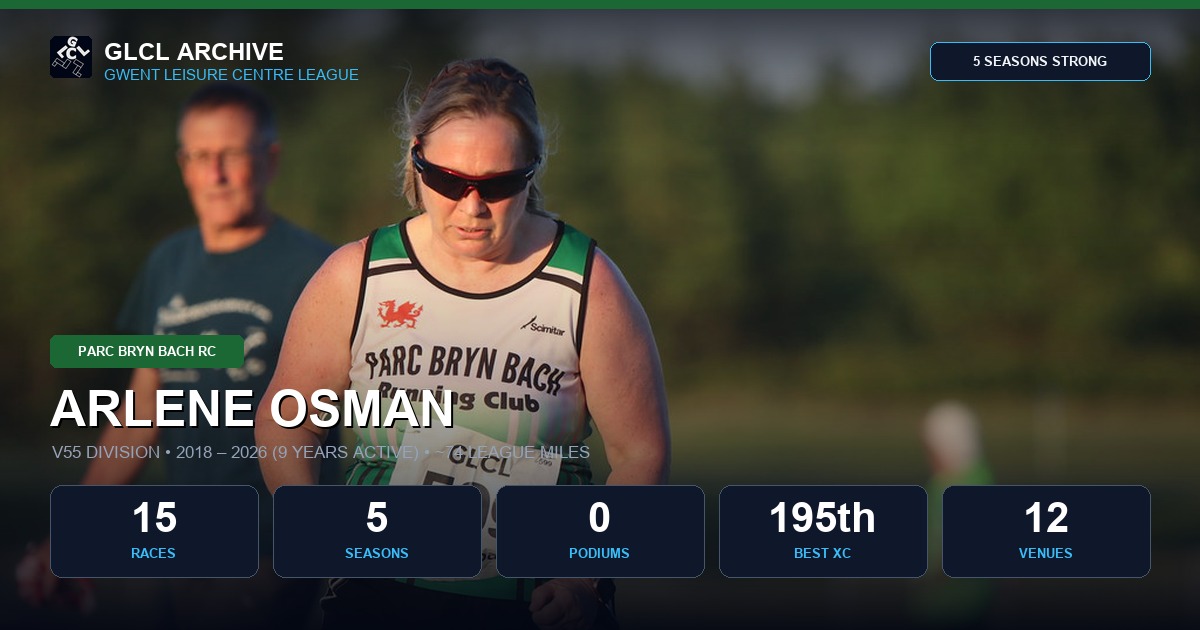 GLCL ARCHIVE
GWENT LEISURE CENTRE LEAGUE
5 SEASONS STRONG
Scimitar
PARC BRYN BACH
Running Club
PARC BRYN BACH RC
ARLENE OSMAN
V55 DIVISION • 2018 – 2026 (9 YEARS ACTIVE) • ~74 LEAGUE MILES
GLCL
15
RACES
5
SEASONS
0
PODIUMS
195th
BEST XC
12
VENUES